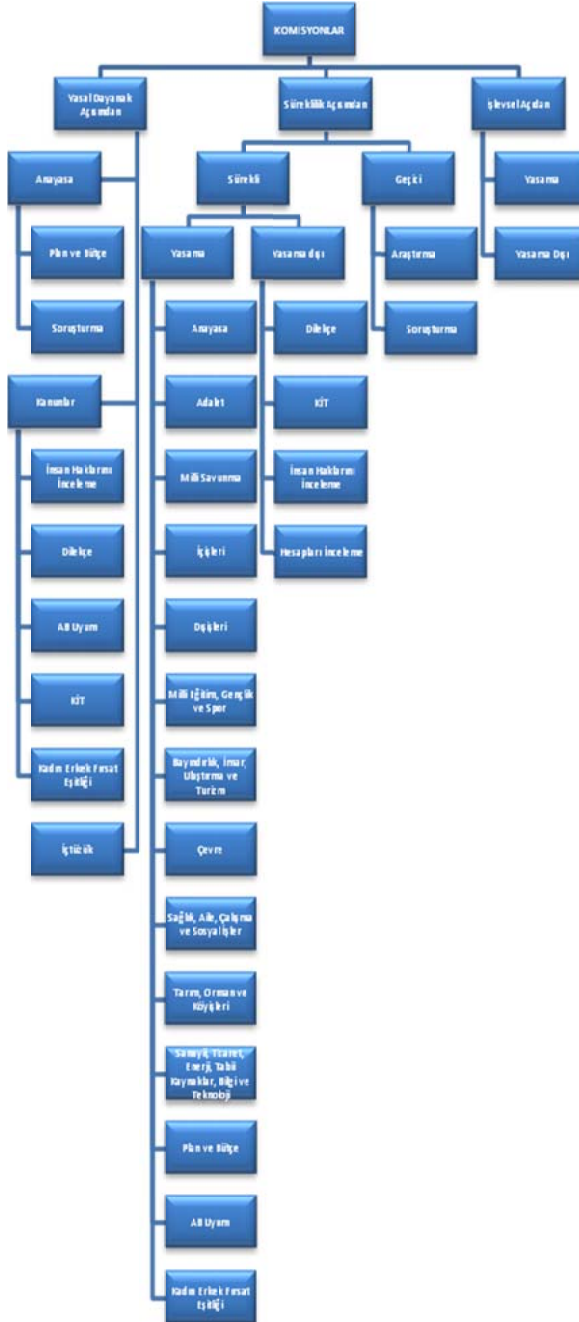 KOMİSYONLAR
Yasal Dayanak
Açısından
Süreklilik Açısından
İşlevsel Açıdan
Anayasa
Plan ve Bütçe
Soruşturma
Kanunlar
İnsan Haklarını
İnceleme
Dilekçe
AB Uyum
KİT
Kadın Erkek Fırsat
Eşitliği
İçtüzük
Sürekli
Yasama
Anayasa
Adalet
Milli Savunma
İçişleri
Dışişleri
Milli Eğitim, Gençlik
ve Spor
Bayındırlık, İmar,
Ulaştırma ve
Turizm
Çevre
Sağlık, Aile, Çalışma
ve Sosyal İşler
Tarım, Orman ve
Köyişleri
Sanayii, Ticaret,
Enerji, Tabii
Kaynaklar, Bilgi ve
Teknoloji
Plan ve Bütçe
AB Uyum
Kadın Erkek Fırsat
Eşitliği
Yasama dışı
Dilekçe
KİT
İnsan Haklarını
İnceleme
Hesapları İnceleme
Geçici
Araştırma
Soruşturma
Yasama
Yasama Dışı